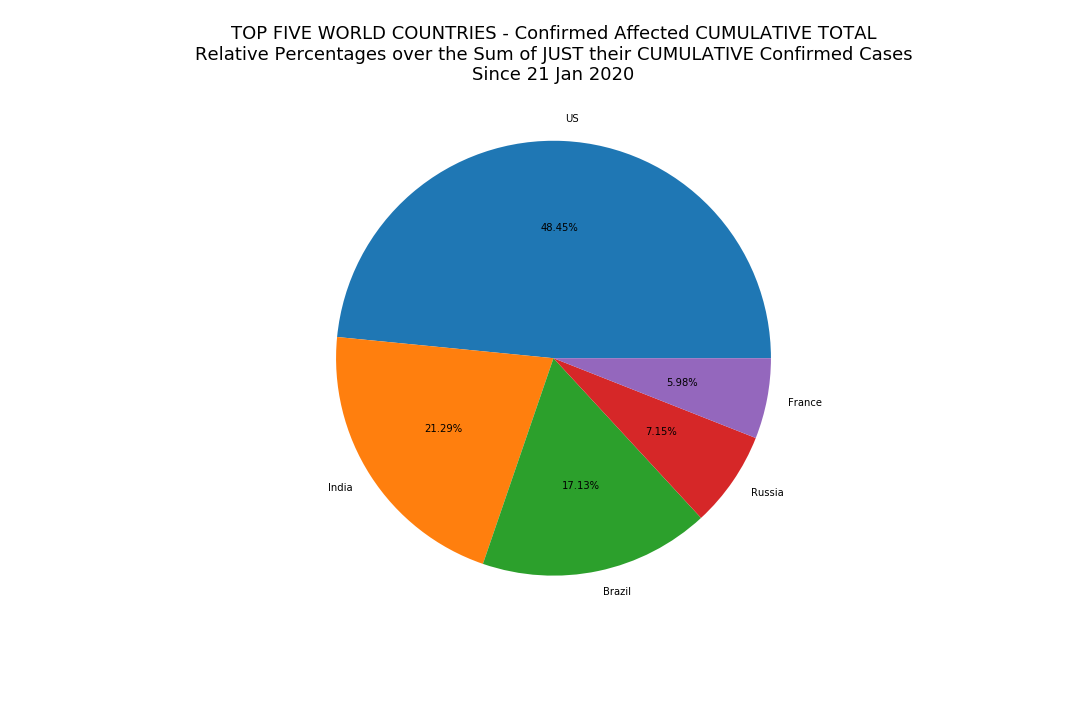 TOP FIVE WORLD COUNTRIES - Confirmed Affected CUMULATIVE TOTAL
Relative Percentages over the Sum of JUST their CUMULATIVE Confirmed Cases
Since 21 Jan 2020
US
48.45%
5.98%
France
21.29%
7.15%
India
17.13%
Russia
Brazil